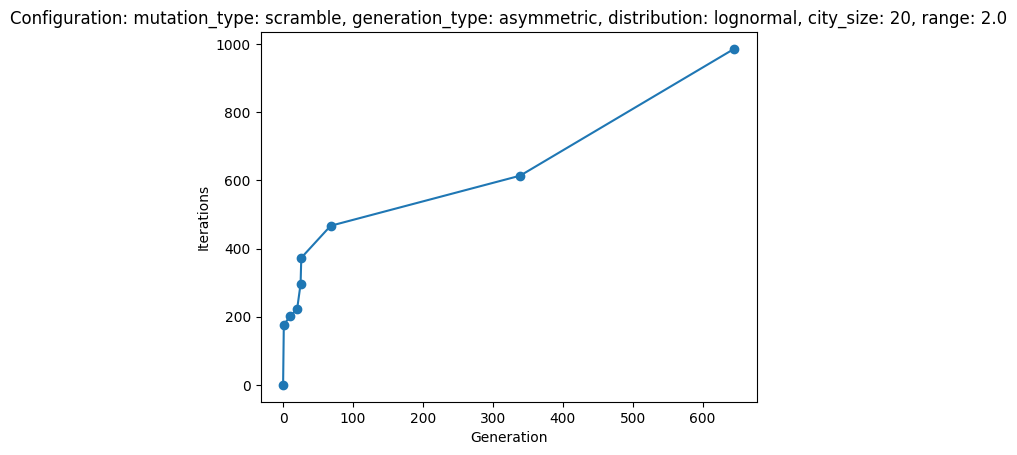 Configuration: mutation_type: scramble, generation_type: asymmetric, distribution: lognormal, city_size: 20, range: 2.0
1000
800
600
400
200
0
Iterations
0 100 200 300 400 500 600
Generation